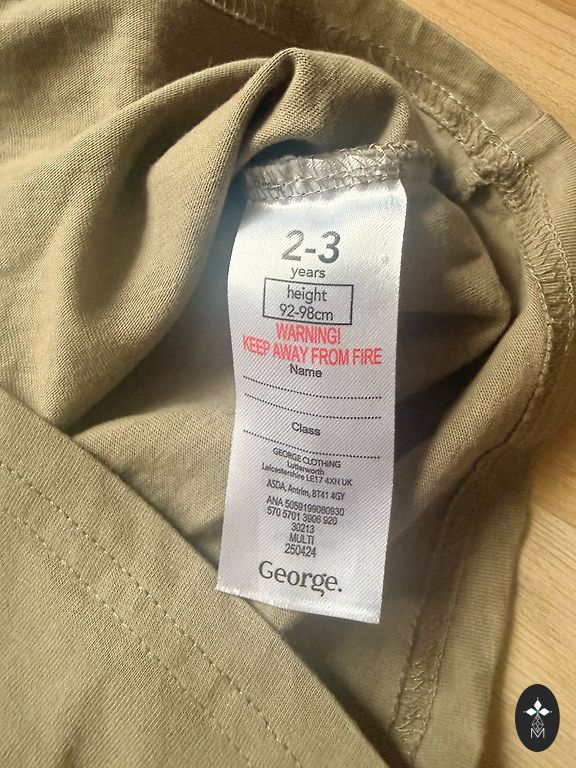 2-3
years
height
92-98cm
WARNING!
KEEP AWAY FROM FIRE
Name
Class
GEORGE CLOTHING
Lutterworth
Leicestershire LE17 4XH UK
ASDA, Antrim, BT41 4GY
ANA 5059199080930
570 5701 3906 920
30213
MULTI
250424
George.
M